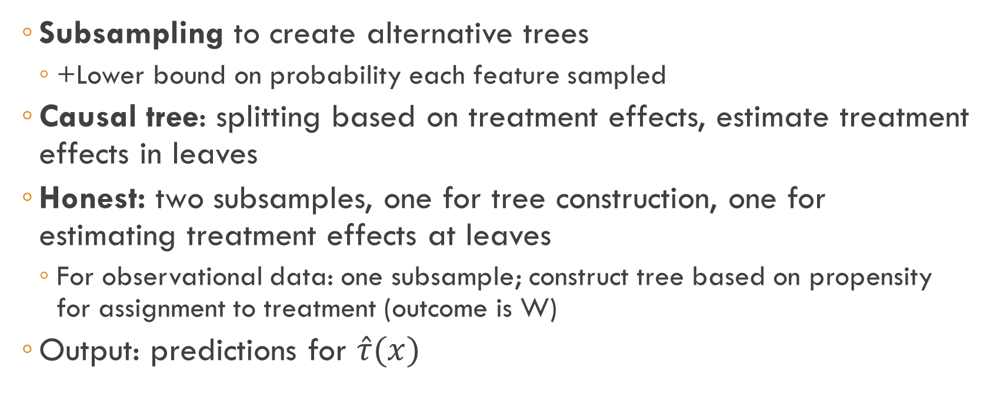 ◦ Subsampling to create alternative trees
◦ +Lower bound on probability each feature sampled
◦ Causal tree: splitting based on treatment effects, estimate treatment
effects in leaves
◦ Honest: two subsamples, one for tree construction, one for
estimating treatment effects at leaves
◦ For observational data: one subsample; construct tree based on propensity
for assignment to treatment (outcome is W)
◦ Output: predictions for τ̂(x)